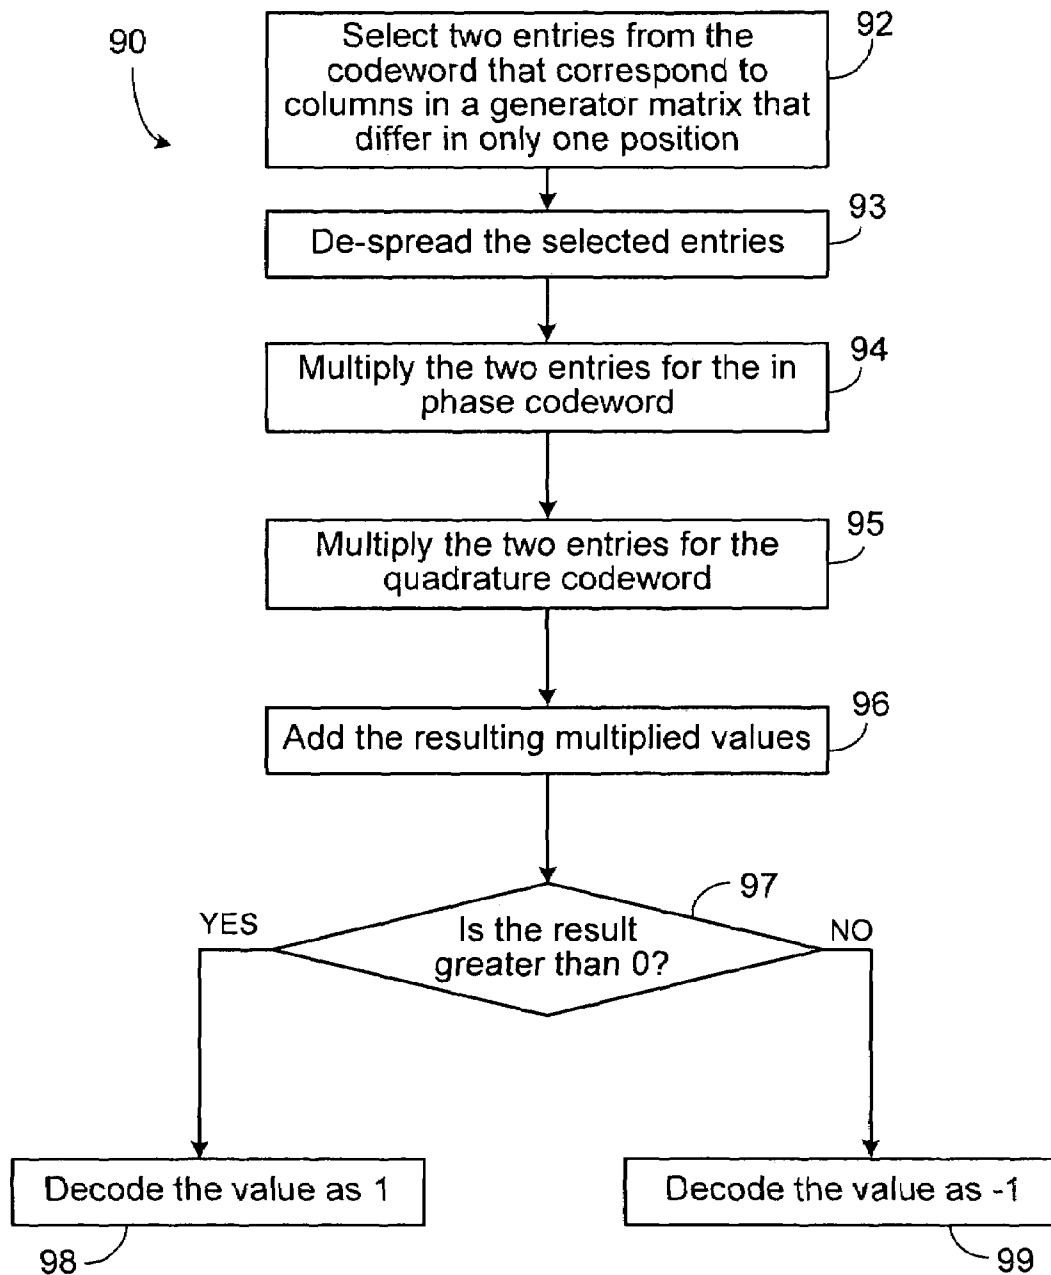 90
Select two entries from the
codeword that correspond to
columns in a generator matrix that
differ in only one position
92
De-spread the selected entries
93
Multiply the two entries for the in
phase codeword
94
Multiply the two entries for the
quadrature codeword
95
Add the resulting multiplied values
96
Is the result
greater than 0?
97
YES
NO
Decode the value as 1
98
Decode the value as -1
99